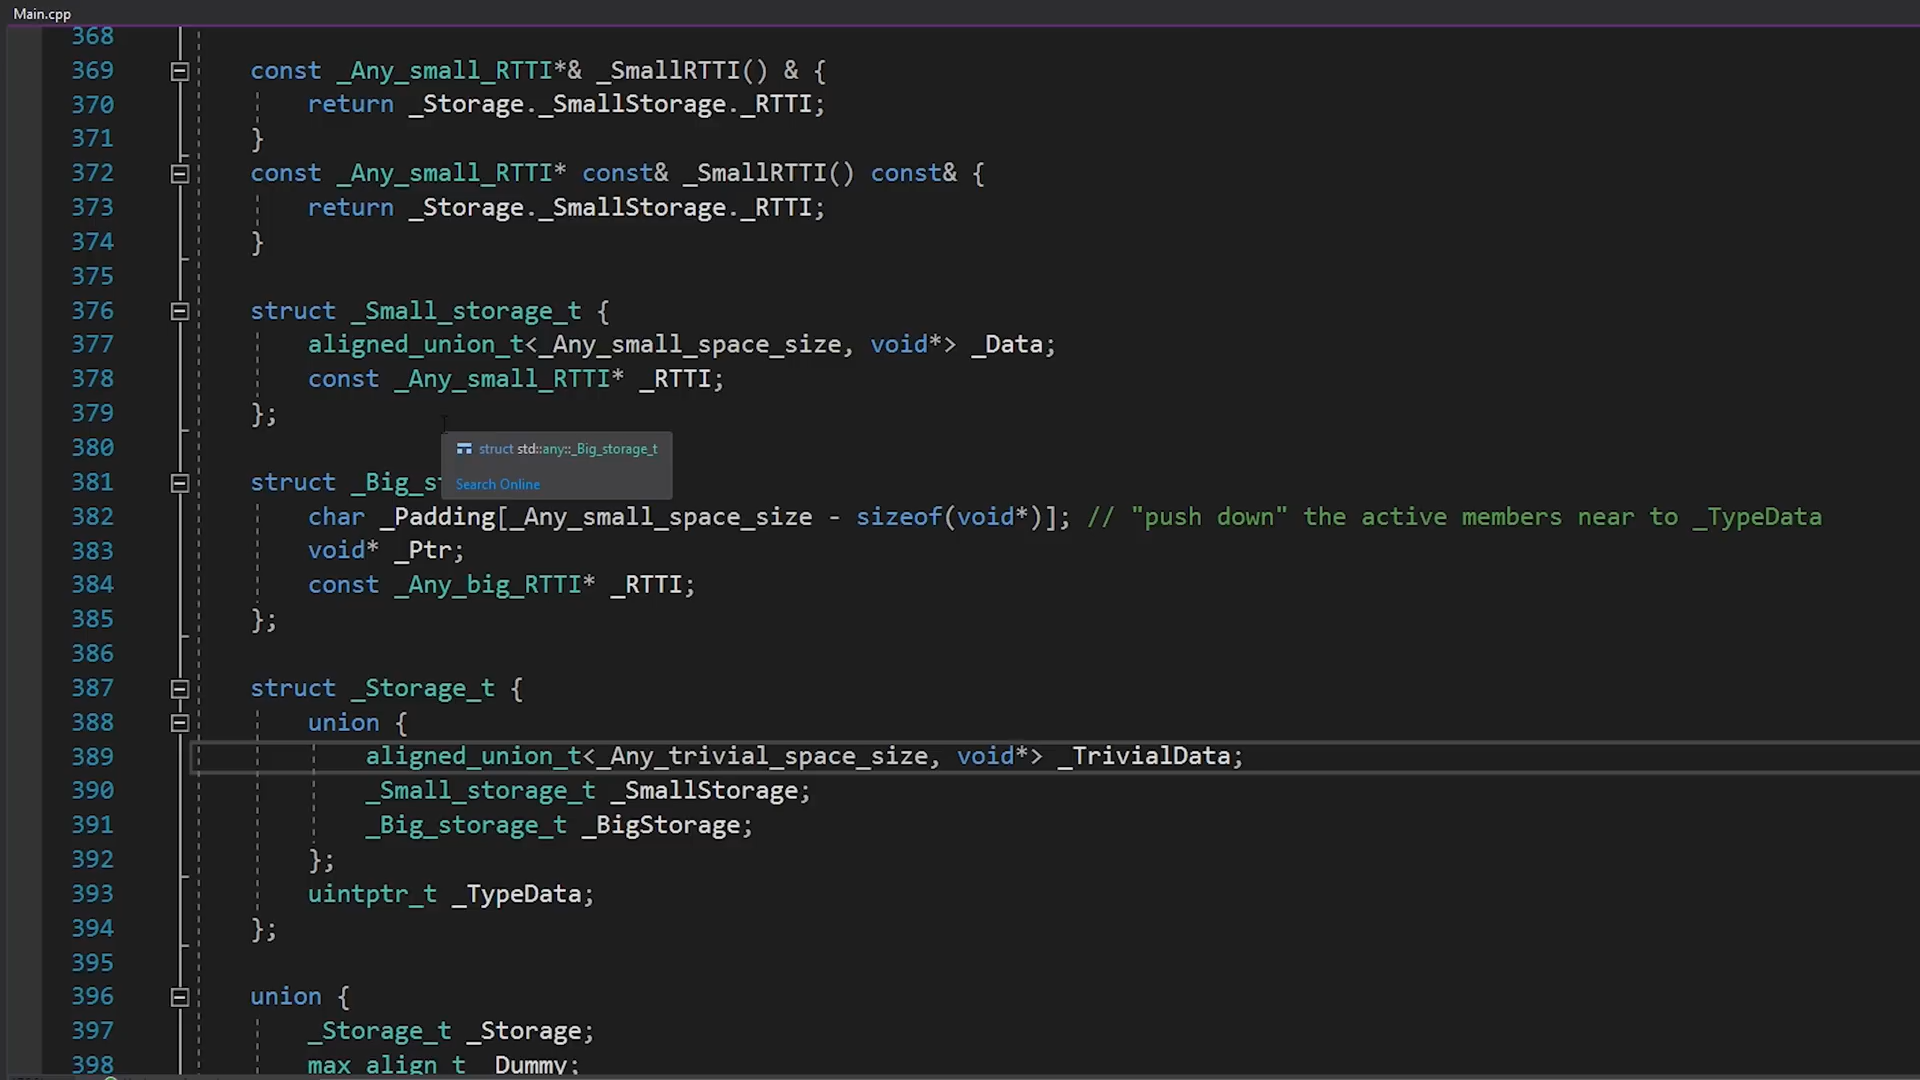 Main.cpp
368
369 const _Any_small_RTTI*& _SmallRTTI() & {
370 return _Storage._SmallStorage._RTTI;
371 }
372 const _Any_small_RTTI* const& _SmallRTTI() const& {
373 return _Storage._SmallStorage._RTTI;
374 }
375
376 struct _Small_storage_t {
377 aligned_union_t<_Any_small_space_size, void*> _Data;
378 const _Any_small_RTTI* _RTTI;
379 };
380
struct std::any::_Big_storage_t
Search Online
381 struct _Big_st
382 char _Padding[_Any_small_space_size - sizeof(void*)]; // "push down" the active members near to _TypeData
383 void* _Ptr;
384 const _Any_big_RTTI* _RTTI;
385 };
386
387 struct _Storage_t {
388 union {
389 aligned_union_t<_Any_trivial_space_size, void*> _TrivialData;
390 _Small_storage_t _SmallStorage;
391 _Big_storage_t _BigStorage;
392 };
393 uintptr_t _TypeData;
394 };
395
396 union {
397 _Storage_t _Storage;
398 max_align_t _Dummy;